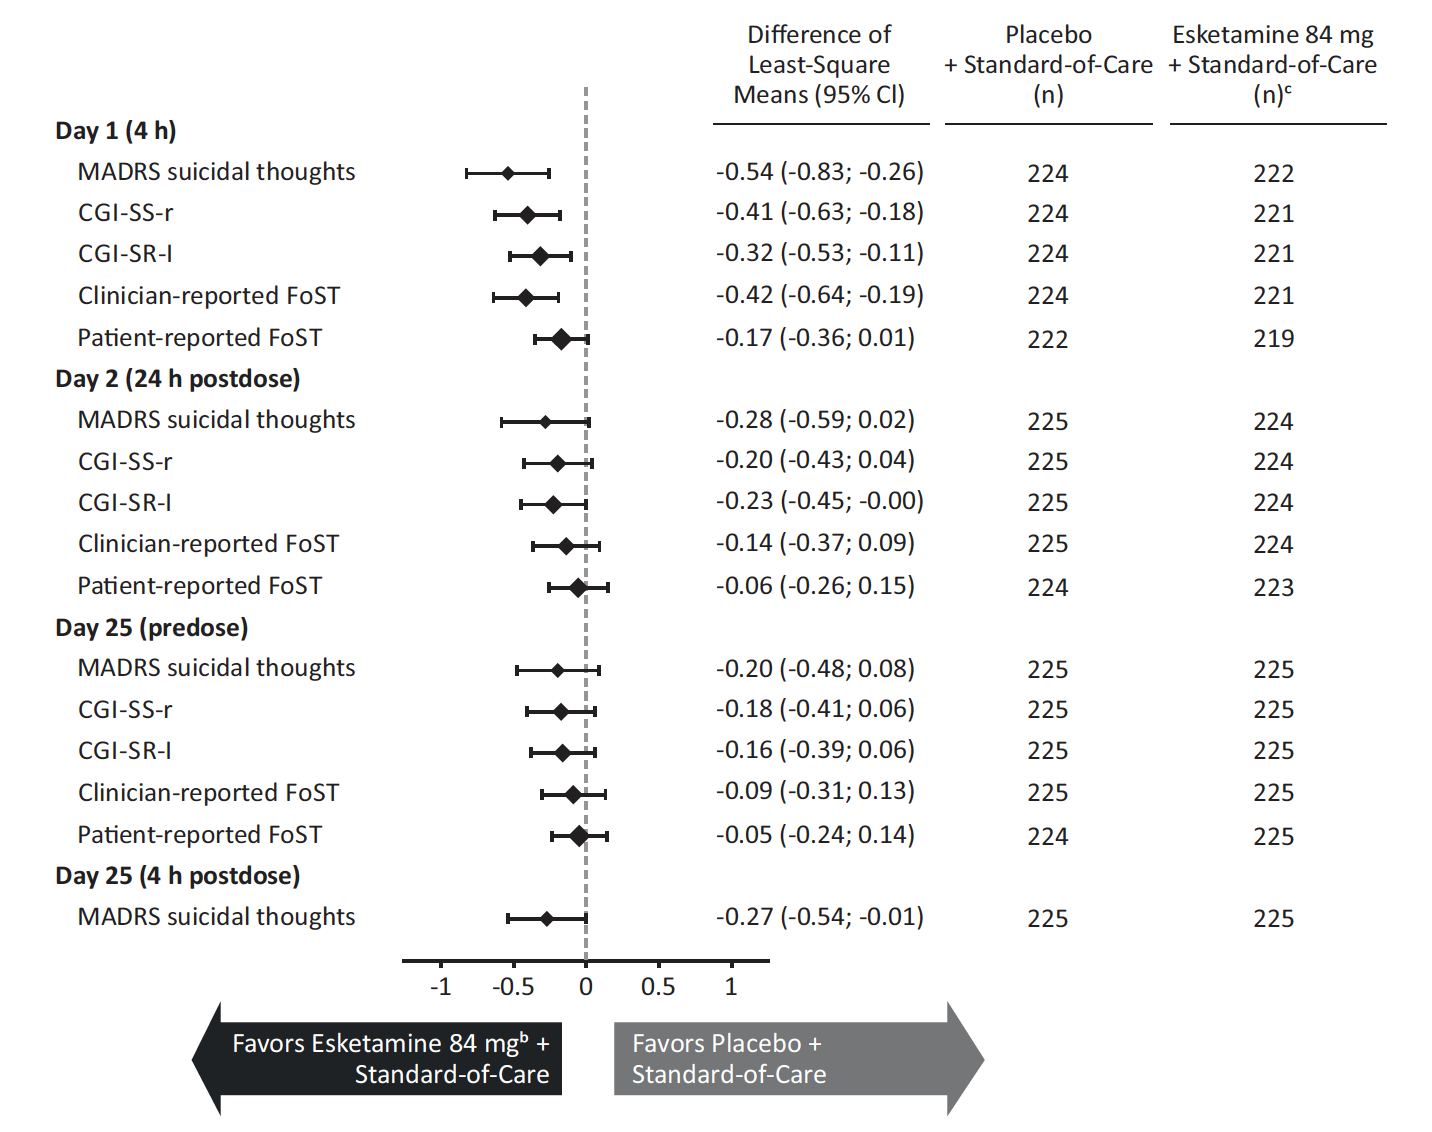 Difference of Least-Square Means (95% CI)
Placebo + Standard-of-Care (n)
Esketamine 84 mg + Standard-of-Care (n)ᶜ
Day 1 (4 h)
MADRS suicidal thoughts -0.54 (-0.83; -0.26) 224 222
CGI-SS-r -0.41 (-0.63; -0.18) 224 221
CGI-SR-I -0.32 (-0.53; -0.11) 224 221
Clinician-reported FoST -0.42 (-0.64; -0.19) 224 221
Patient-reported FoST -0.17 (-0.36; 0.01) 222 219
Day 2 (24 h postdose)
MADRS suicidal thoughts -0.28 (-0.59; 0.02) 225 224
CGI-SS-r -0.20 (-0.43; 0.04) 225 224
CGI-SR-I -0.23 (-0.45; -0.00) 225 224
Clinician-reported FoST -0.14 (-0.37; 0.09) 225 224
Patient-reported FoST -0.06 (-0.26; 0.15) 224 223
Day 25 (predose)
MADRS suicidal thoughts -0.20 (-0.48; 0.08) 225 225
CGI-SS-r -0.18 (-0.41; 0.06) 225 225
CGI-SR-I -0.16 (-0.39; 0.06) 225 225
Clinician-reported FoST -0.09 (-0.31; 0.13) 225 225
Patient-reported FoST -0.05 (-0.24; 0.14) 224 225
Day 25 (4 h postdose)
MADRS suicidal thoughts -0.27 (-0.54; -0.01) 225 225
-1 -0.5 0 0.5 1
Favors Esketamine 84 mgᵇ +
Standard-of-Care
Favors Placebo +
Standard-of-Care